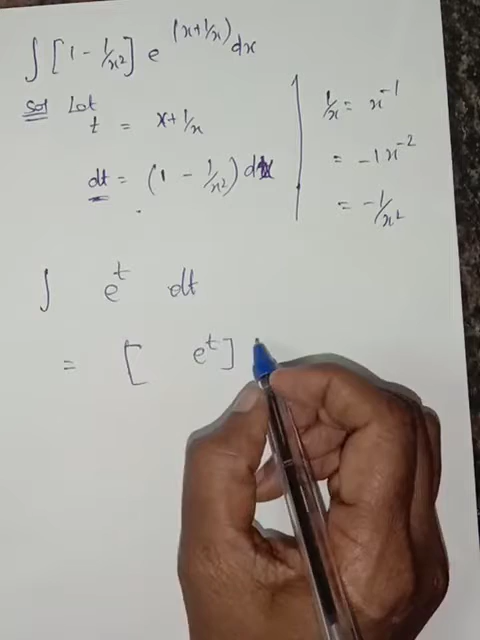 ∫ [1 - 1/x²] e^(x+1/x) dx
Sol Let
t = x+1/x
dt = (1 - 1/x²) dx
1/x = x⁻¹
= -1x⁻²
= -1/x²
∫ e^t dt
= [ e^t]